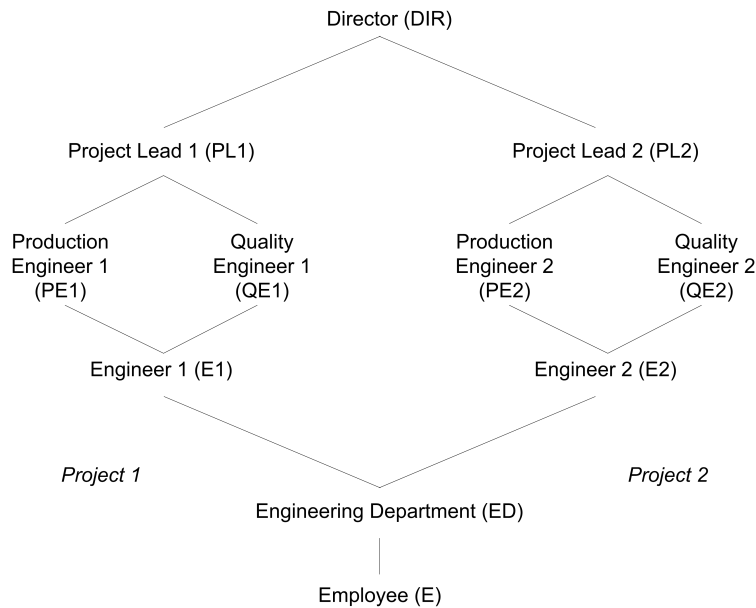 Director (DIR)
Project Lead 1 (PL1)
Project Lead 2 (PL2)
Production
Engineer 1
(PE1)
Quality
Engineer 1
(QE1)
Production
Engineer 2
(PE2)
Quality
Engineer 2
(QE2)
Engineer 1 (E1)
Engineer 2 (E2)
Project 1
Project 2
Engineering Department (ED)
Employee (E)